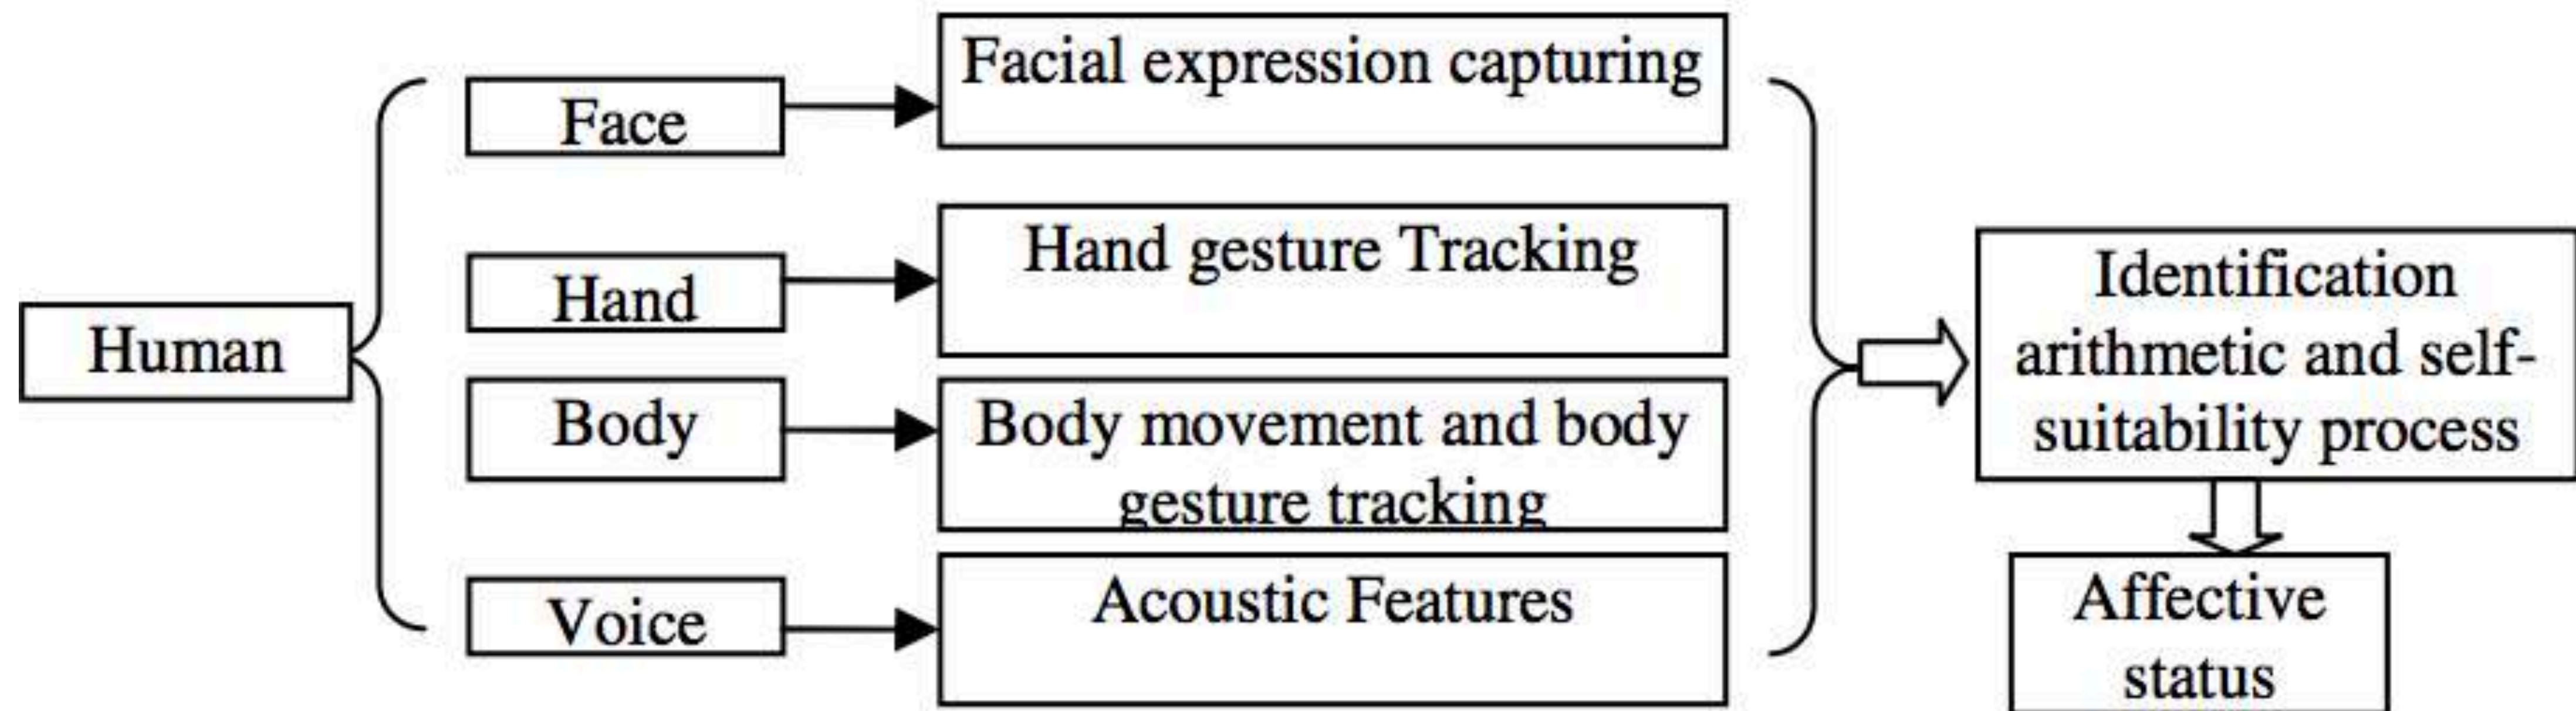 Human
Face
Facial expression capturing
Hand
Hand gesture Tracking
Body
Body movement and body
gesture tracking
Voice
Acoustic Features
Identification
arithmetic and self-
suitability process
Affective
status